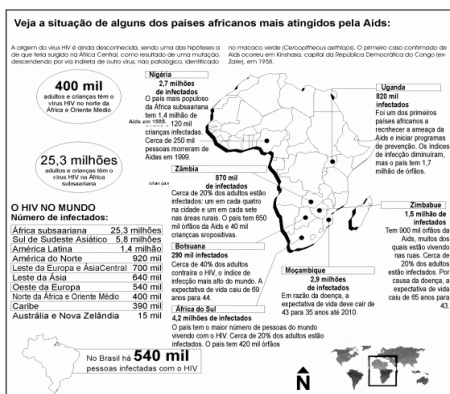 Veja a situação de alguns dos países africanos mais atingidos pela Aids:
A origem do vírus HIV é ainda desconhecida, sendo uma das hipóteses a
de que teria surgido na África Central, como resultado de uma mutação,
descendendo por via indireta de outro vírus, não patológico, identificado
no macaco verde (Cercopitheous aethiops). O primeiro caso confirmado de
Aids ocorreu em Kinshasa, capital da República Democrática do Congo (ex-
Zaire), em 1958.
400 mil
adultos e crianças têm o
vírus HIV no norte da
África e Oriente Médio
25,3 milhões
adultos e crianças têm o
vírus HIV na África
subsaariana
O HIV NO MUNDO
Número de infectados:
África subsaariana 25,3 milhões
Sul de Sudeste Asiático 5,8 milhões
América Latina 1,4 milhão
América do Norte 920 mil
Leste da Europa e ÁsiaCentral 700 mil
Leste da Ásia 640 mil
Oeste da Europa 540 mil
Norte da África e Oriente Médio 400 mil
Caribe 390 mil
Austrália e Nova Zelândia 15 mil
No Brasil há 540 mil
pessoas infectadas com o HIV
Nigéria
2,7 milhões
de infectados
O país mais populoso
da África subsaariana
tem 1,4 milhão de
Aids em 1999. 120 mil
crianças infectadas.
Cerca de 250 mil
pessoas morreram de
Aidas em 1999.
Zâmbia
870 mil
de infectados
Cerca de 20% dos adultos estão
infectados: um em cada quatro
na cidade e um em cada sete
nas áreas rurais. O país tem 650
mil órfãos da Aids e 40 mil
crianças sropositivas.
Botsuana
290 mil infectados
Cerca de 40% dos adultos
contraíra o HIV, o índice de
infecção mais alto do mundo. A
expectativa de vida caiu de 69
anos para 44.
África do Sul
4,2 milhões de infectados
O país tem o maior número de pessoas do mundo
vivendo com o HIV. Cerca de 20% dos adultos estão
infectados. O país tem 420 mil órfãos
Moçambique
2,9 milhões
de infectados
Em razão da doença, a
expectativa de vida deve cair de
43 para 35 anos até 2010.
Uganda
820 mil
infectados
Foi um dos primeiros
países africanos a
reconhecer a ameaça da
Aids e iniciar programas
de prevenção. Os índices
de infecção diminuíram,
mas o país tem 1,7
milhão de órfãos.
Zimbabue
1,5 milhão de
infectados
Tem 900 mil órfãos da
Aids, muitos dos
quais estão vivendo
nas ruas. Cerca de
20% dos adultos estão
infectados. Por
causa da doença, a
expectativa de vida
caiu de 65 anos para
43.
N